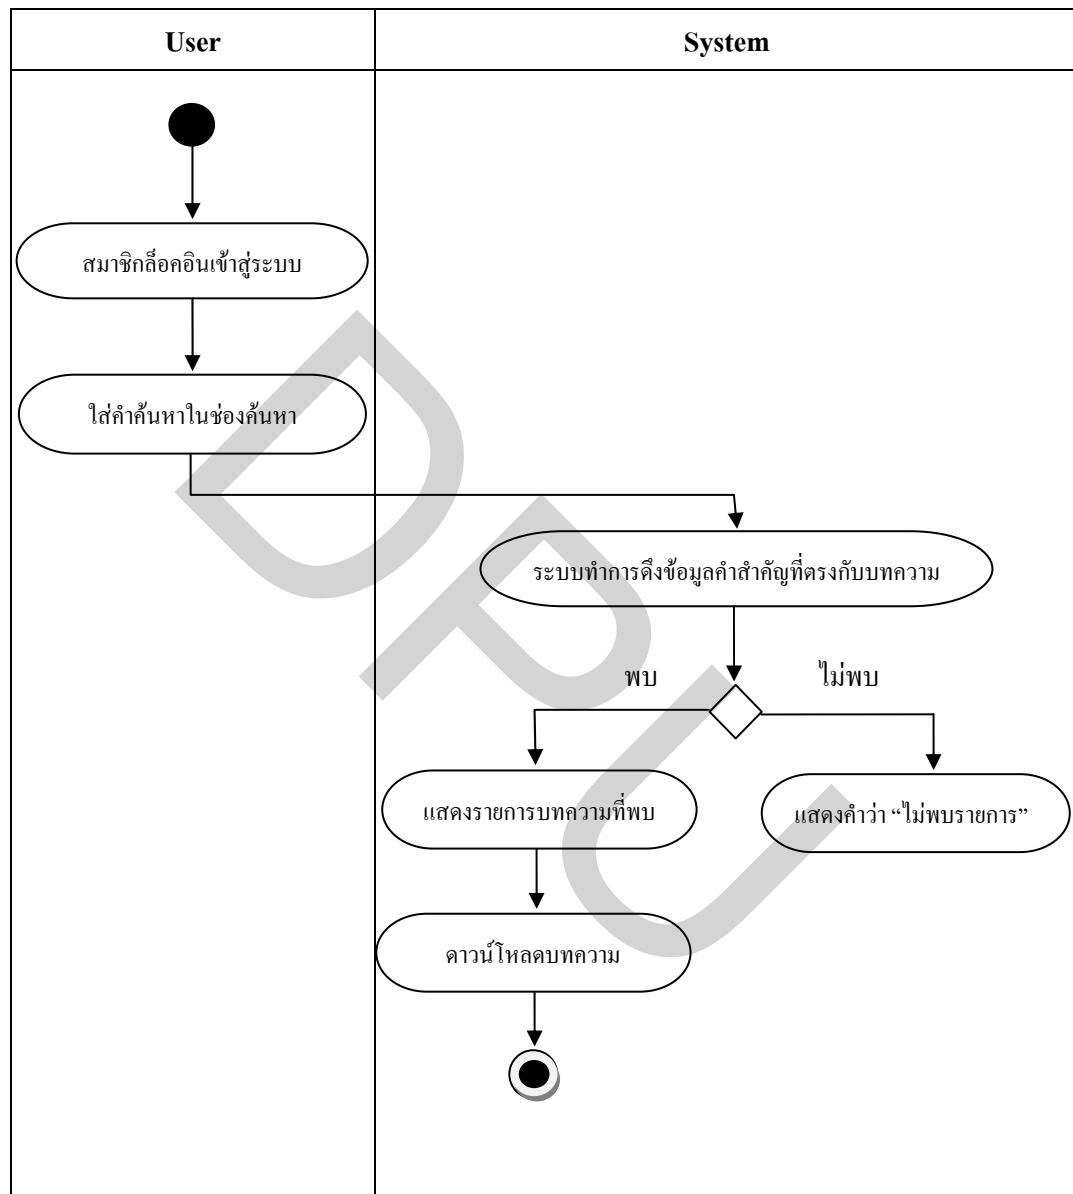 User
System
สมาชิกล็อคอินเข้าสู่ระบบ
ใส่คำค้นหาในช่องค้นหา
ระบบทำการดึงข้อมูลคำสำคัญที่ตรงกับบทความ
พบ
ไม่พบ
แสดงรายการบทความที่พบ
แสดงคำว่า “ไม่พบรายการ”
ดาวน์โหลดบทความ
DPU